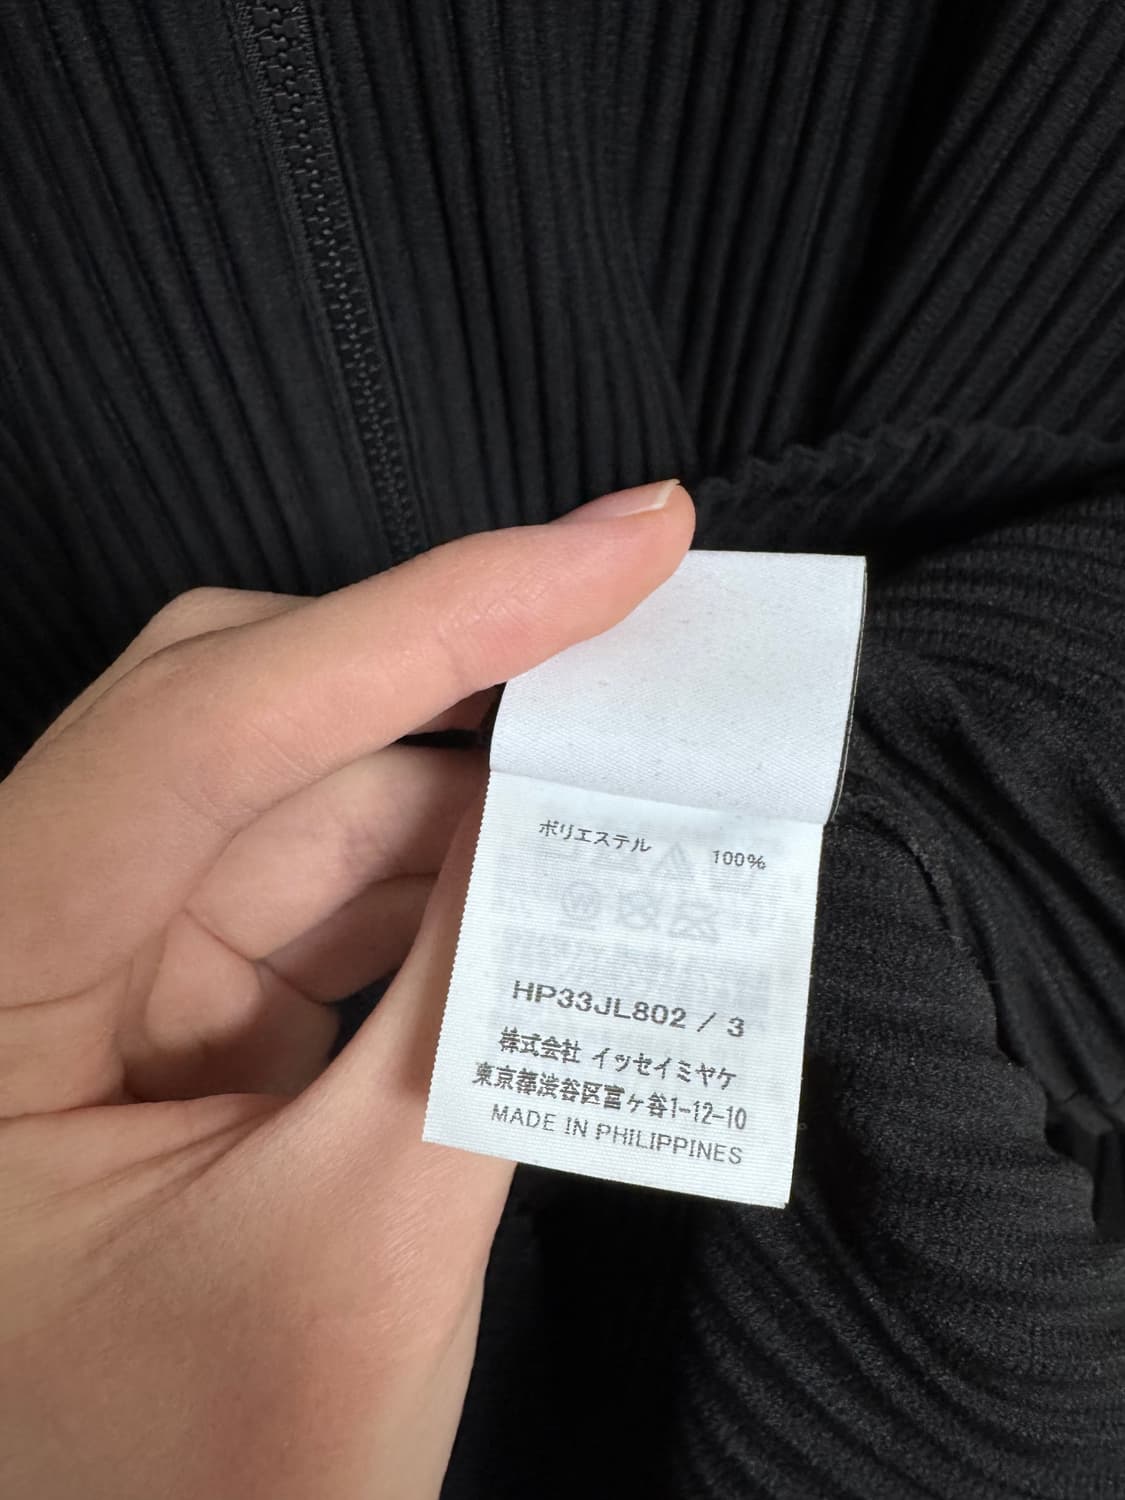 ポリエステル 100%
HP33JL802 / 3
株式会社 イッセイミヤケ
東京都渋谷区富ヶ谷1-12-10
MADE IN PHILIPPINES